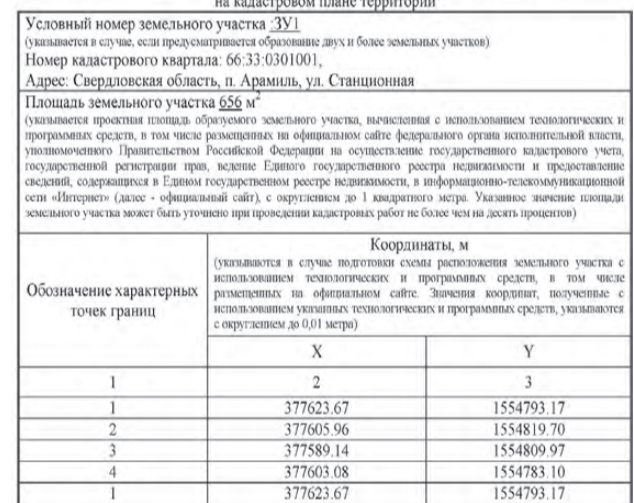 на кадастровом плане территории
Условный номер земельного участка :ЗУ1
(указывается в случае, если предусматривается образование двух и более земельных участков)
Номер кадастрового квартала: 66:33:0301001,
Адрес: Свердловская область, п. Арамиль, ул. Станционная
Площадь земельного участка 656 м²
(указывается проектная площадь образуемого земельного участка, вычисленная с использованием технологических и
программных средств, в том числе размещенных на официальном сайте федерального органа исполнительной власти,
уполномоченного Правительством Российской Федерации на осуществление государственного кадастрового учета,
государственной регистрации прав, ведение Единого государственного реестра недвижимости и предоставление
сведений, содержащихся в Едином государственном реестре недвижимости, в информационно-телекоммуникационной
сети «Интернет» (далее - официальный сайт), с округлением до 1 квадратного метра. Указанное значение площади
земельного участка может быть уточнено при проведении кадастровых работ не более чем на десять процентов)
Обозначение характерных
точек границ
Координаты, м
(указываются в случае подготовки схемы расположения земельного участка с
использованием технологических и программных средств, в том числе
размещенных на официальном сайте. Значения координат, полученные с
использованием указанных технологических и программных средств, указываются
с округлением до 0,01 метра)
X Y
1 2 3
1 377623.67 1554793.17
2 377605.96 1554819.70
3 377589.14 1554809.97
4 377603.08 1554783.10
1 377623.67 1554793.17